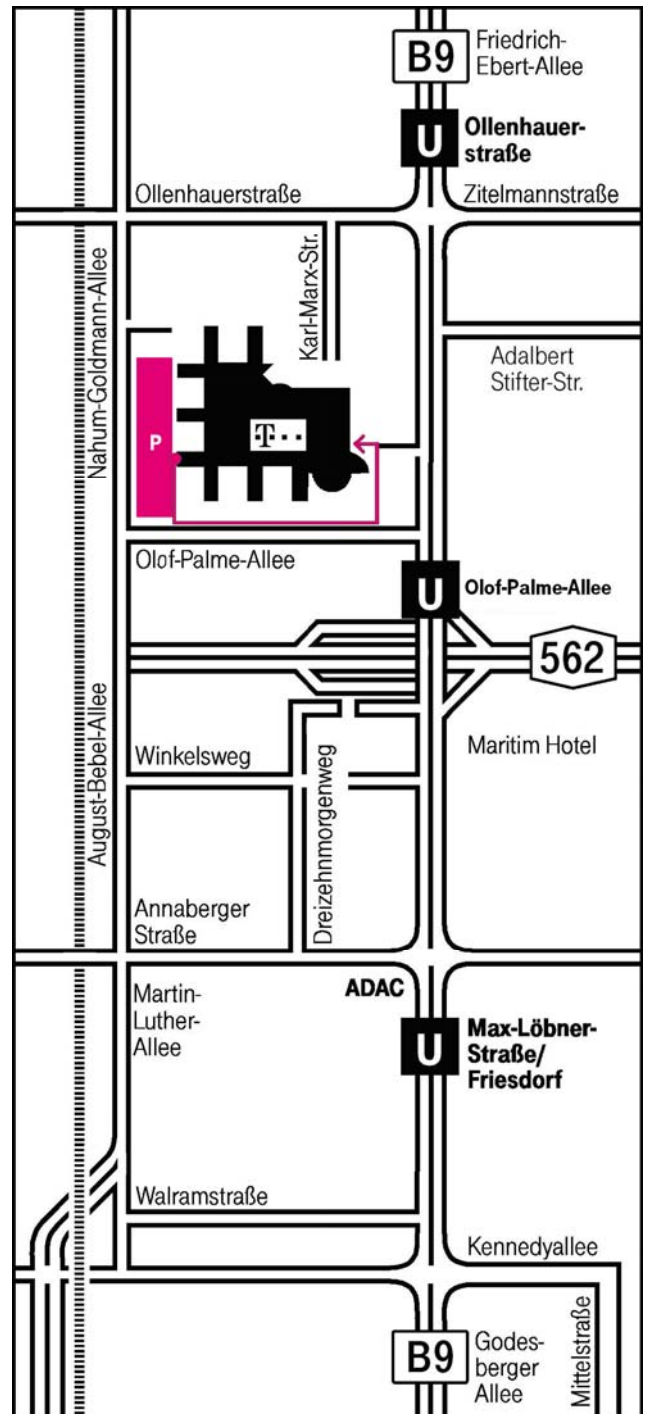 B9
Friedrich-
Ebert-Allee
U
Ollenhauer-
straße
Ollenhauerstraße
Zitelmannstraße
Karl-Marx-Str.
Nahum-Goldmann-Allee
Adalbert
Stifter-Str.
P
T
Olof-Palme-Allee
U
Olof-Palme-Allee
562
August-Bebel-Allee
Winkelsweg
Maritim Hotel
Dreizehnmorgenweg
Annaberger
Straße
Martin-
Luther-
Allee
ADAC
U
Max-Löbner-
Straße/
Friesdorf
Walramstraße
Kennedyallee
B9
Godes-
berger
Allee
Mittelstraße